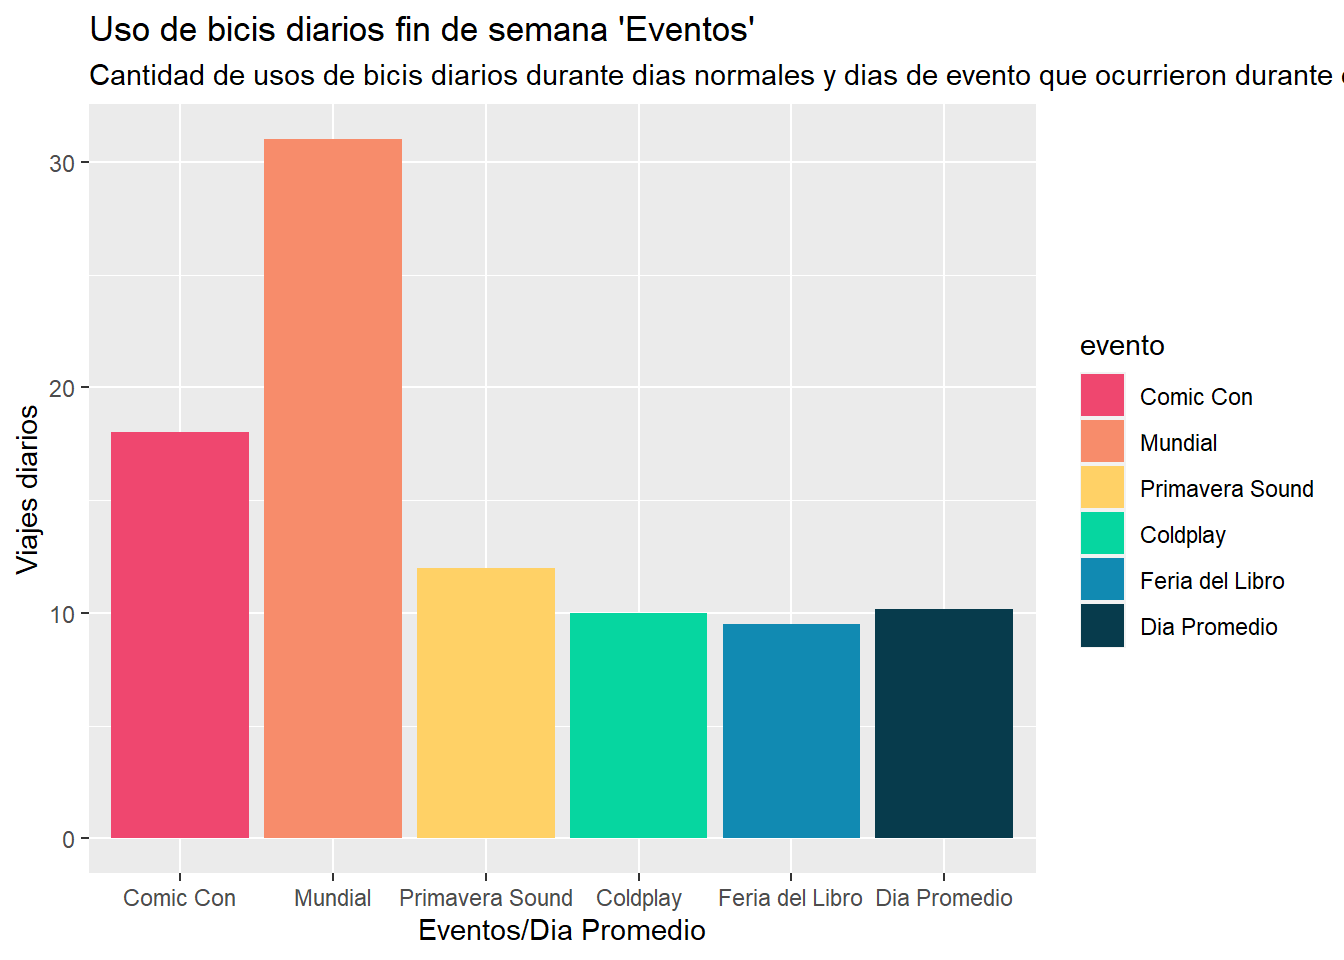 Uso de bicis diarios fin de semana 'Eventos'
Cantidad de usos de bicis diarios durante dias normales y dias de evento que ocurrieron durante
Viajes diarios
30
20
10
0
Comic Con Mundial Primavera Sound Coldplay Feria del Libro Dia Promedio
Eventos/Dia Promedio
evento
Comic Con
Mundial
Primavera Sound
Coldplay
Feria del Libro
Dia Promedio